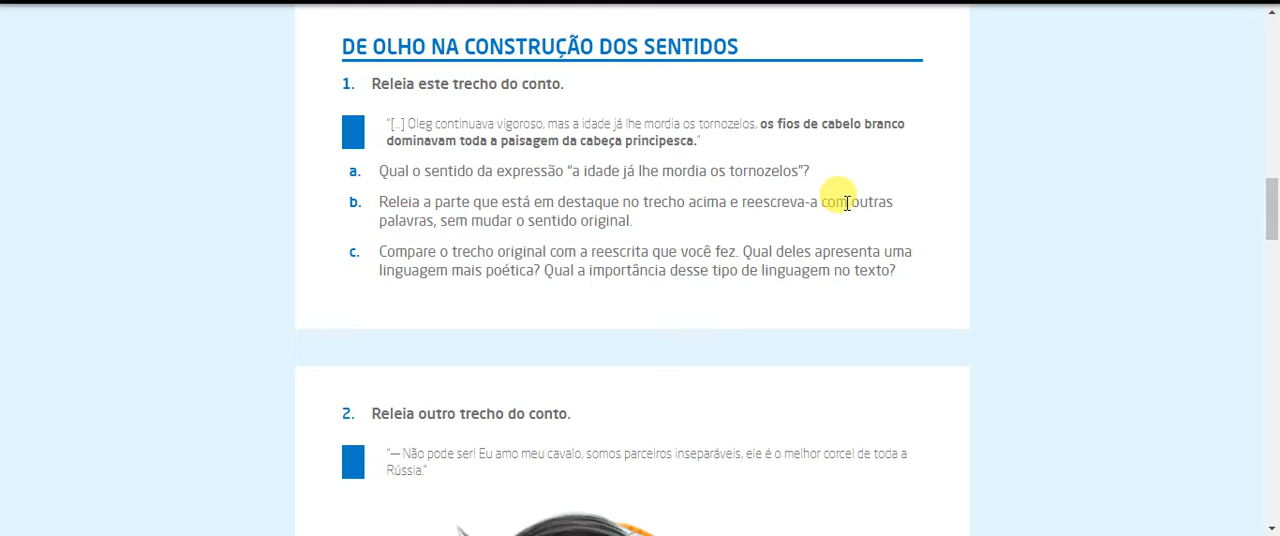 DE OLHO NA CONSTRUÇÃO DOS SENTIDOS
1. Releia este trecho do conto.
"[...] Oleg continuava vigoroso, mas a idade já lhe mordia os tornozelos, os fios de cabelo branco
dominavam toda a paisagem da cabeça principesca."
a. Qual o sentido da expressão "a idade já lhe mordia os tornozelos"?
b. Releia a parte que está em destaque no trecho acima e reescreva-a com outras
palavras, sem mudar o sentido original.
c. Compare o trecho original com a reescrita que você fez. Qual deles apresenta uma
linguagem mais poética? Qual a importância desse tipo de linguagem no texto?
2. Releia outro trecho do conto.
"— Não pode ser! Eu amo meu cavalo, somos parceiros inseparáveis, ele é o melhor corcel de toda a
Rússia."